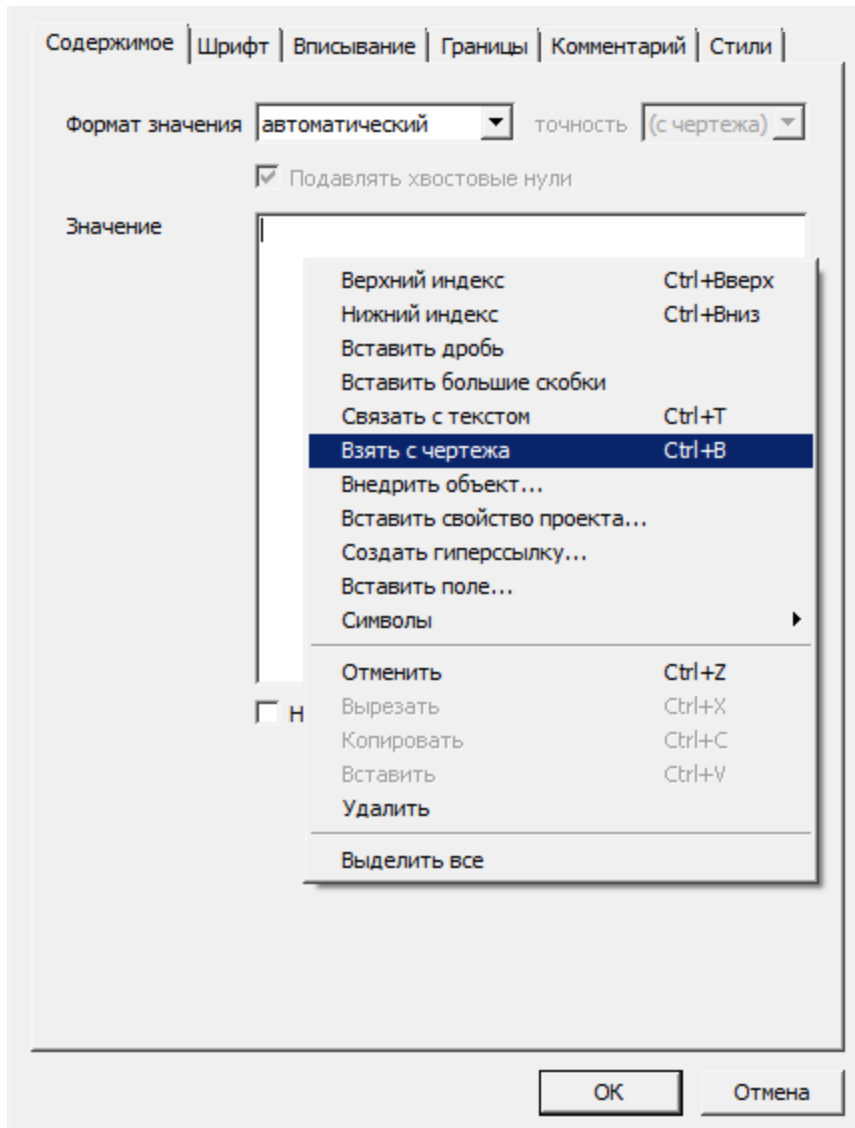 Содержимое Шрифт Вписывание Границы Комментарий Стили
Формат значения автоматический точность (с чертежа)
Подавлять хвостовые нули
Значение
Верхний индекс Ctrl+Вверх
Нижний индекс Ctrl+Вниз
Вставить дробь
Вставить большие скобки
Связать с текстом Ctrl+T
Взять с чертежа Ctrl+B
Внедрить объект...
Вставить свойство проекта...
Создать гиперссылку...
Вставить поле...
Символы
Отменить Ctrl+Z
Н Вырезать Ctrl+X
Копировать Ctrl+C
Вставить Ctrl+V
Удалить
Выделить все
ОК Отмена